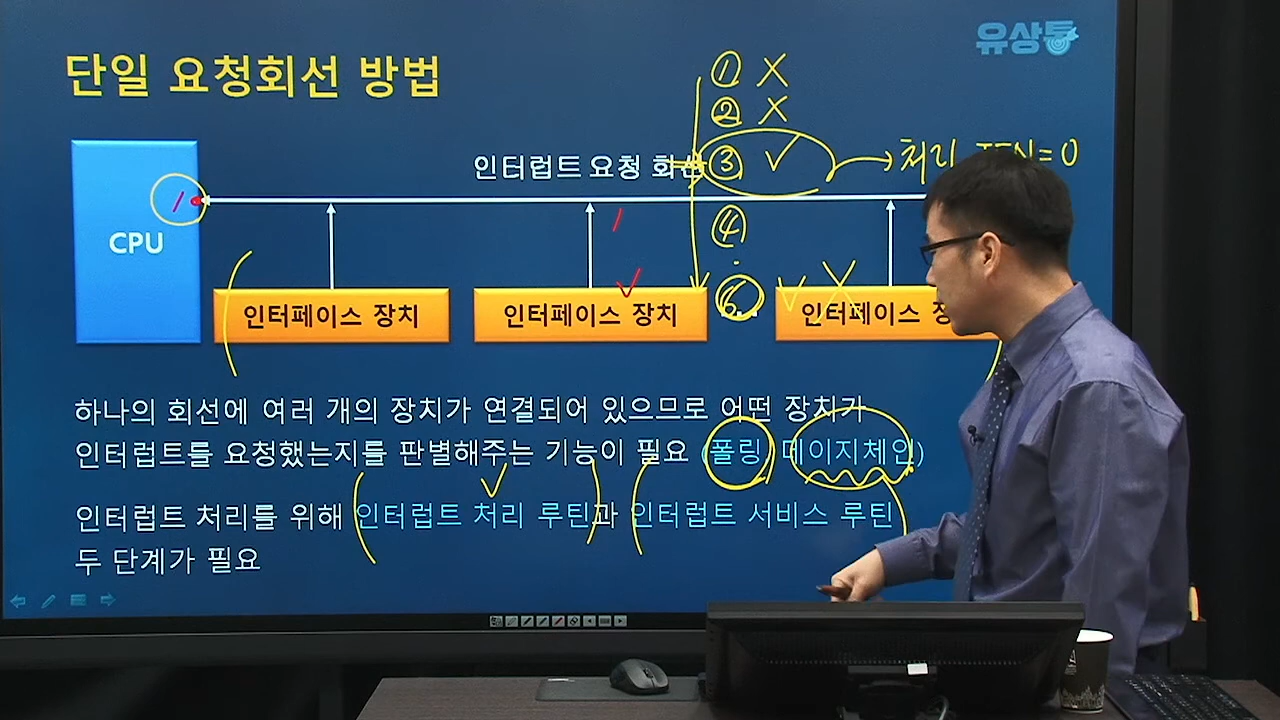 유상통
단일 요청회선 방법
① X
② X
③ ✓
처리 IEN=0
④
⑥
인터럽트 요청 회선
CPU
인터페이스 장치
인터페이스 장치
인터페이스 장
하나의 회선에 여러 개의 장치가 연결되어 있으므로 어떤 장치가
인터럽트를 요청했는지를 판별해주는 기능이 필요 (폴링 데이지체인)
인터럽트 처리를 위해 인터럽트 처리 루틴과 인터럽트 서비스 루틴
두 단계가 필요